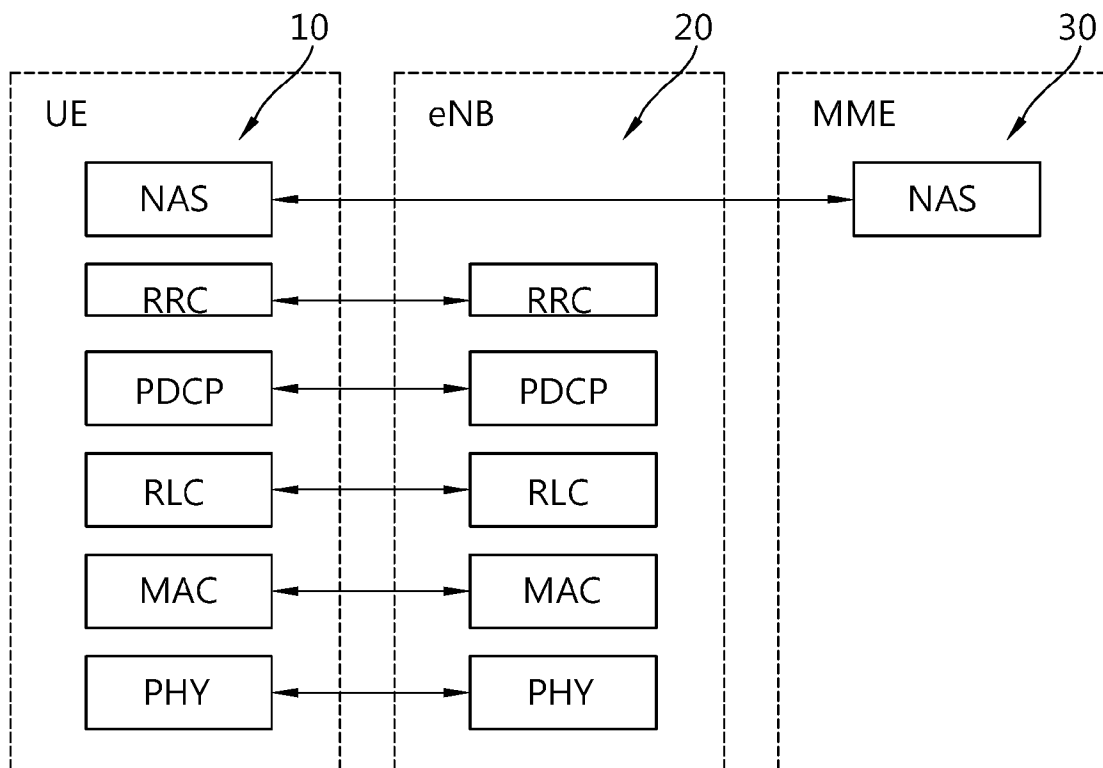 10 20 30
UE eNB MME
NAS NAS
RRC RRC
PDCP PDCP
RLC RLC
MAC MAC
PHY PHY